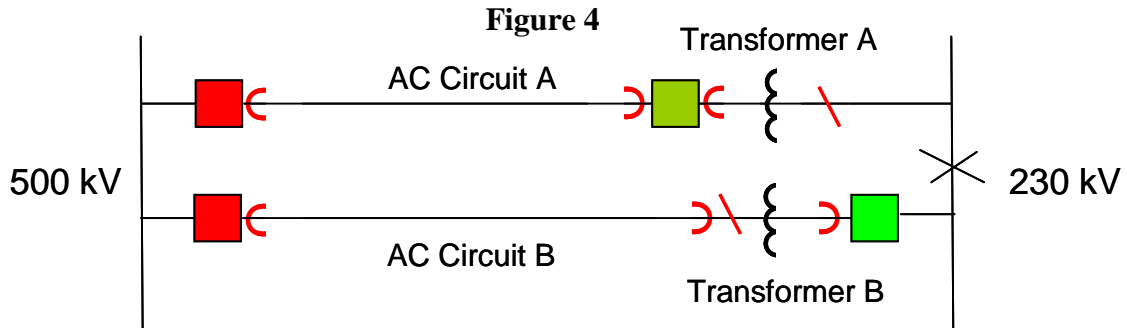 Figure 4
Transformer A
AC Circuit A
500 kV
230 kV
AC Circuit B
Transformer B